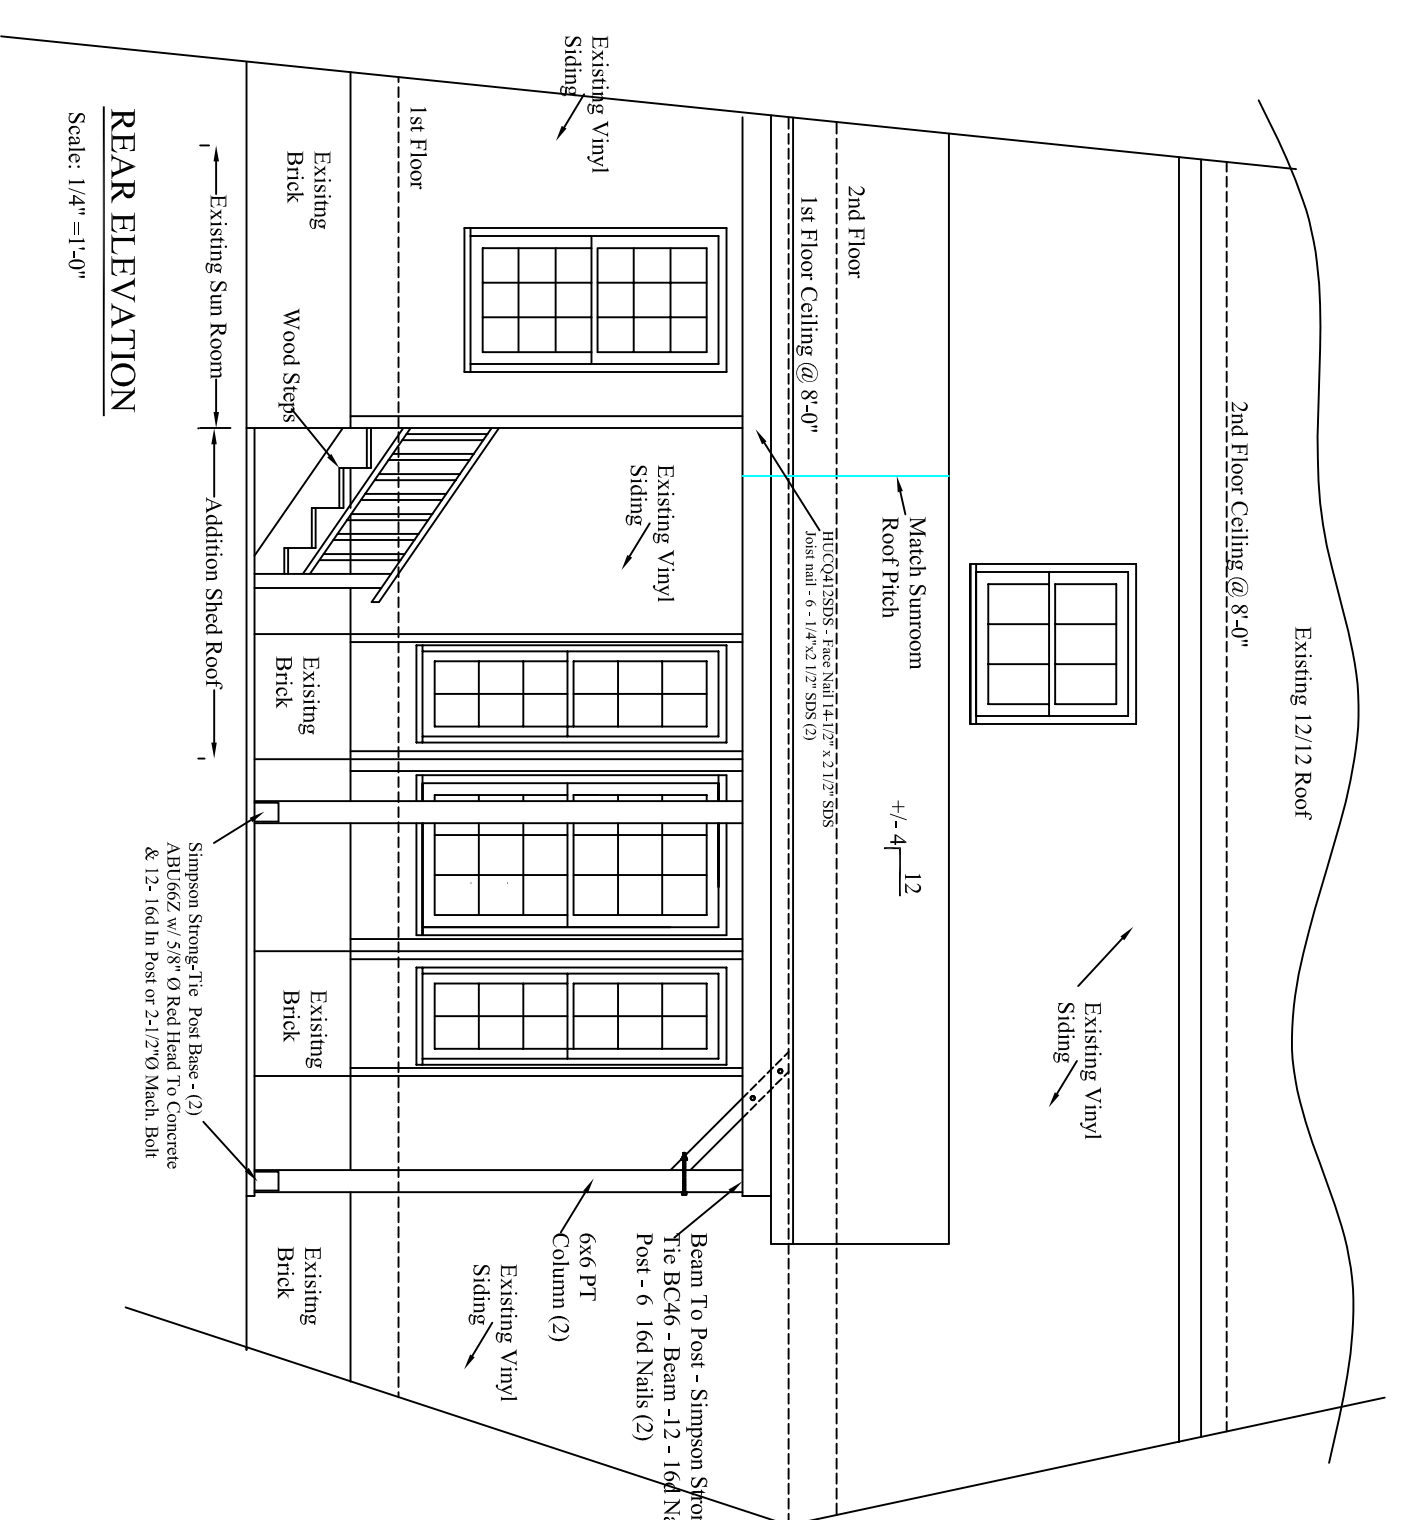 Existing 12/12 Roof
2nd Floor Ceiling @ 8'-0"
Existing Vinyl
Siding
Match Sunroom
Roof Pitch
12
+/- 4
2nd Floor
1st Floor Ceiling @ 8'-0"
HUCQ412SDS - Face Nail 14-1/2" x 2 1/2" SDS
Joist nail - 6 - 1/4"x2 1/2" SDS (2)
Existing Vinyl
Siding
Existing Vinyl
Siding
Beam To Post - Simpson
Tie BC46 - Beam -12 - 16d
Post - 6 16d Nails (2)
6x6 PT
Column (2)
Existing Vinyl
Siding
1st Floor
Exisitng
Brick
Wood Steps
Exisitng
Brick
Exisitng
Brick
Exisitng
Brick
Existing Sun Room
Addition Shed Roof
Simpson Strong-Tie Post Base - (2)
ABU66Z w/ 5/8" Ø Red Head To Concrete
& 12- 16d In Post or 2-1/2"Ø Mach. Bolt
REAR ELEVATION
Scale: 1/4" =1'-0"